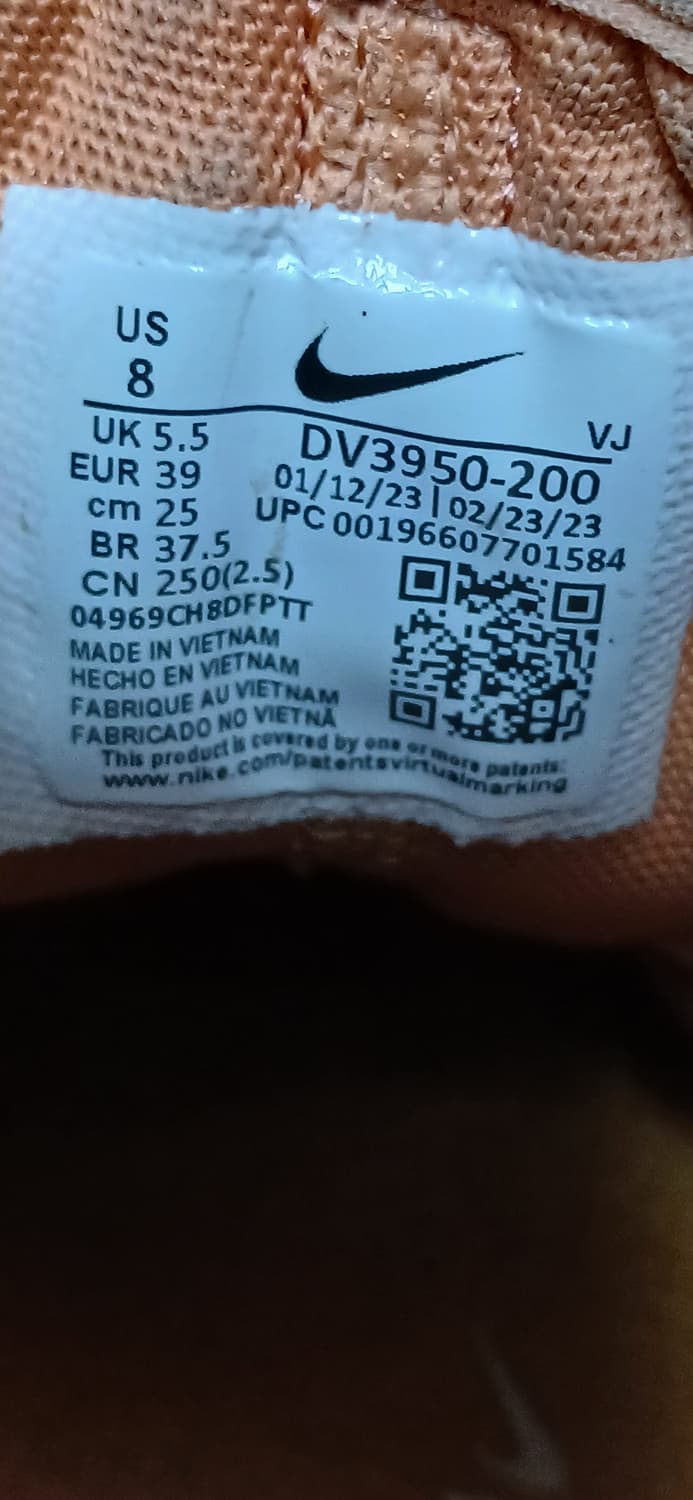 US
8
VJ
UK 5.5
DV3950-200
EUR 39
01/12/23 | 02/23/23
cm 25
UPC 00196607701584
BR 37.5
CN 250(2.5)
04969CH8DFPTT
MADE IN VIETNAM
HECHO EN VIETNAM
FABRIQUE AU VIETNAM
FABRICADO NO VIETNÃ
This product is covered by one or more patents:
www.nike.com/patentsvirtualmarking